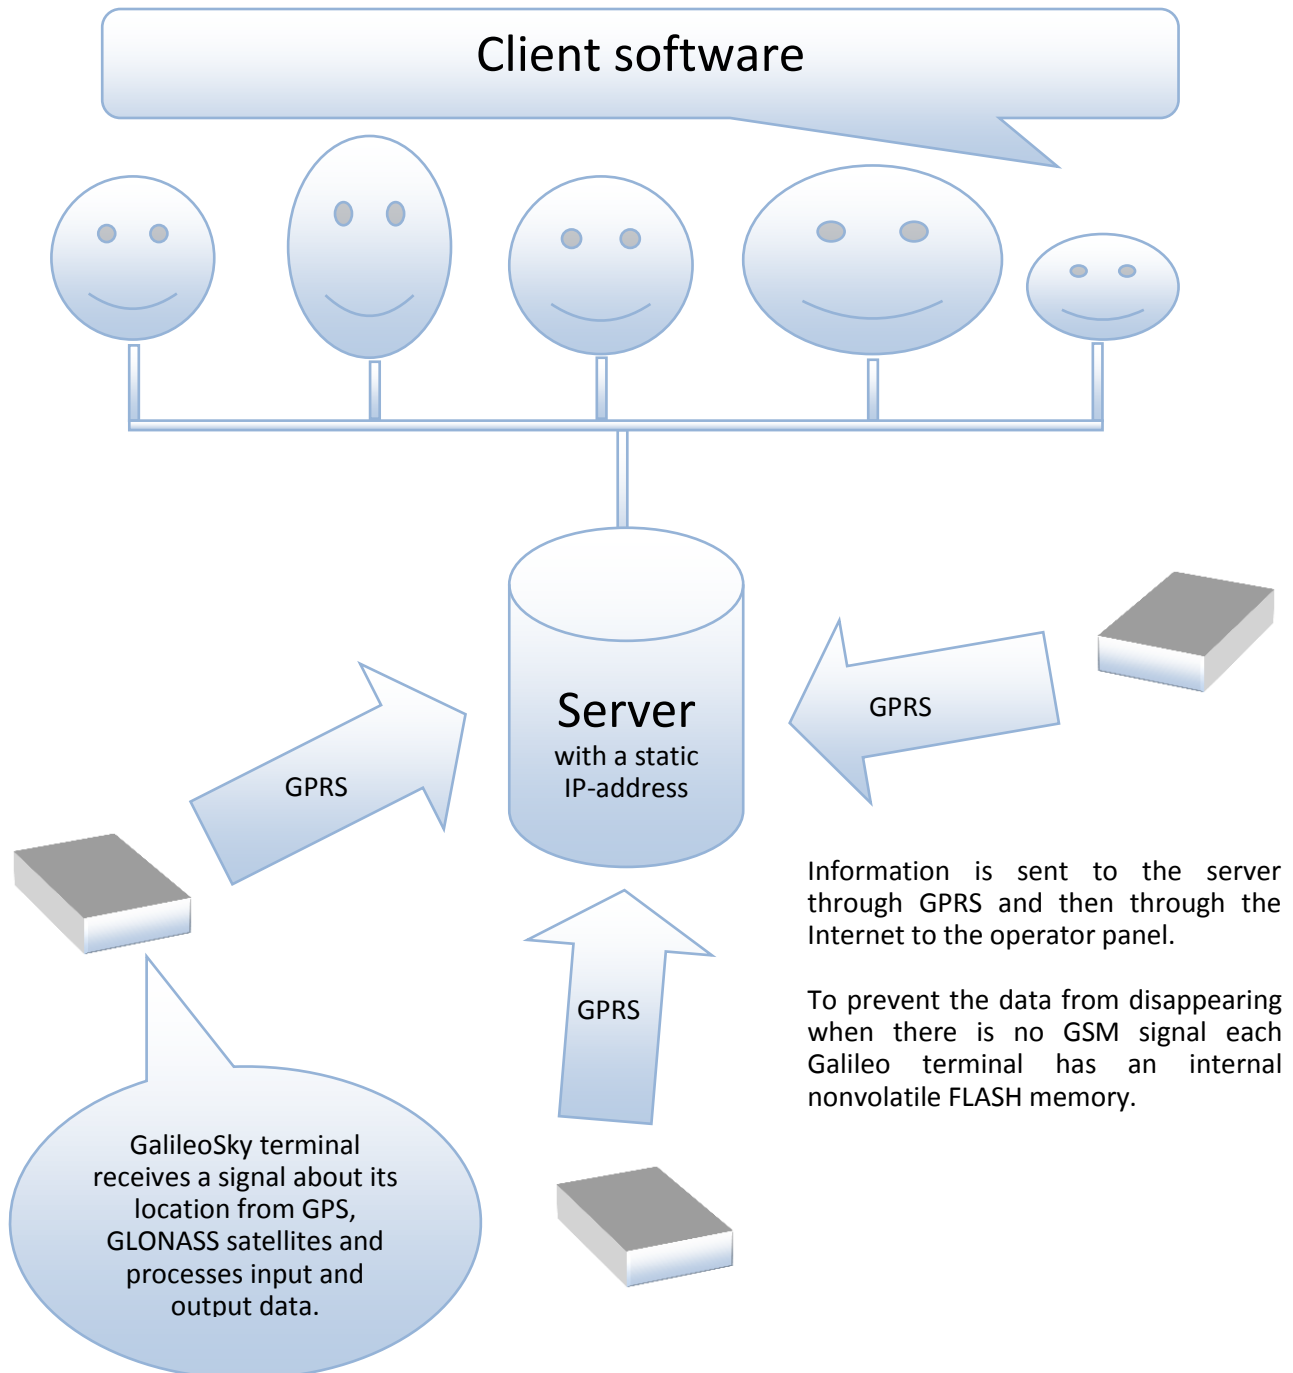 Client software
Server
with a static
IP-address
GPRS
GPRS
GPRS
Information is sent to the server
through GPRS and then through the
Internet to the operator panel.
To prevent the data from disappearing
when there is no GSM signal each
Galileo terminal has an internal
nonvolatile FLASH memory.
GalileoSky terminal
receives a signal about its
location from GPS,
GLONASS satellites and
processes input and
output data.